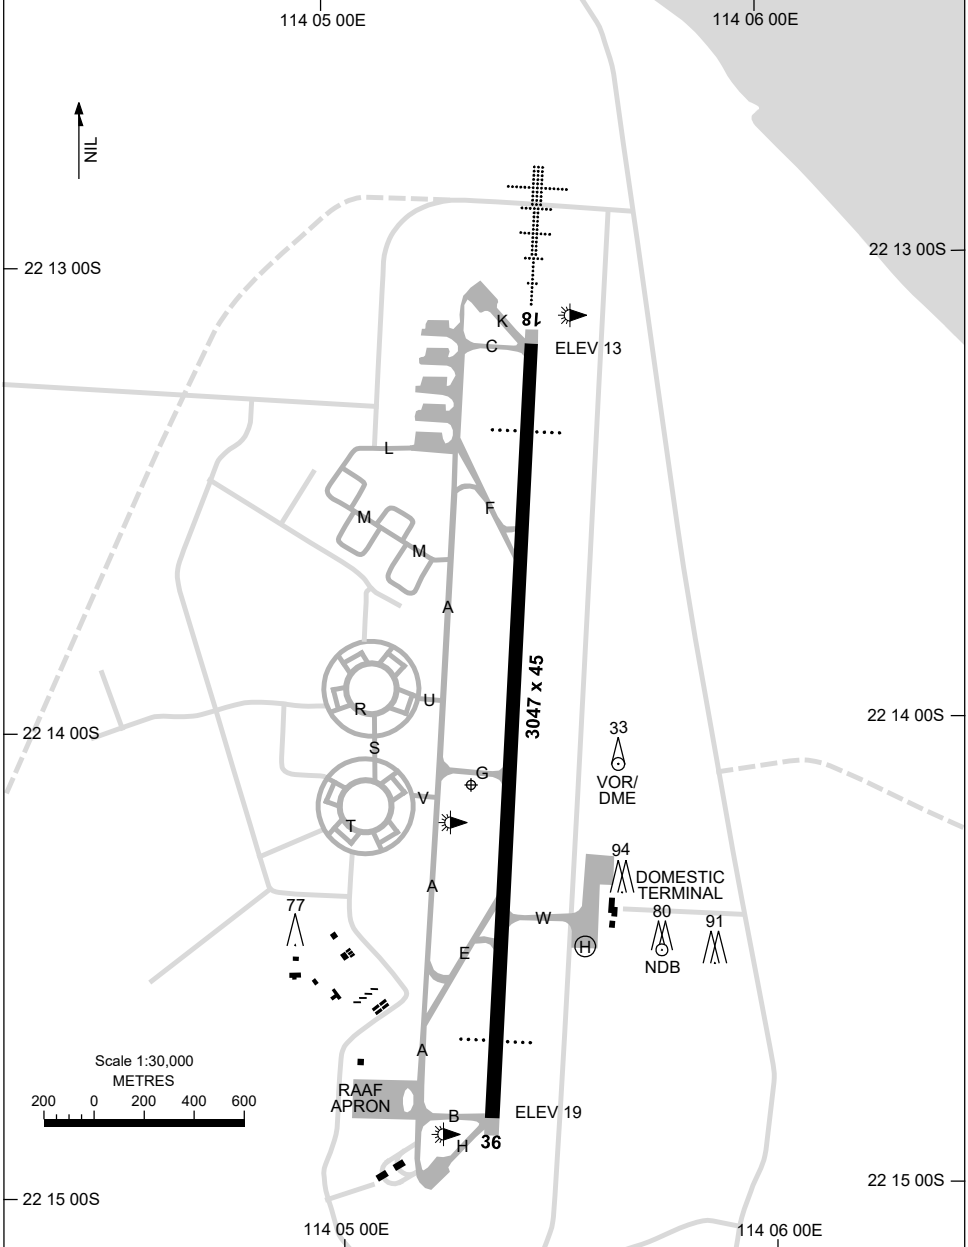 114 05 00E
114 06 00E
NIL
22 13 00S
22 13 00S
K
18
C
ELEV 13
L
F
M
M
A
3047 x 45
U
R
22 14 00S
22 14 00S
33
S
G
VOR/
DME
V
T
94
DOMESTIC
TERMINAL
A
77
80
W
91
E
H
NDB
A
Scale 1:30,000
METRES
200 0 200 400 600
RAAF
APRON
B
ELEV 19
H
36
22 15 00S
22 15 00S
114 05 00E
114 06 00E